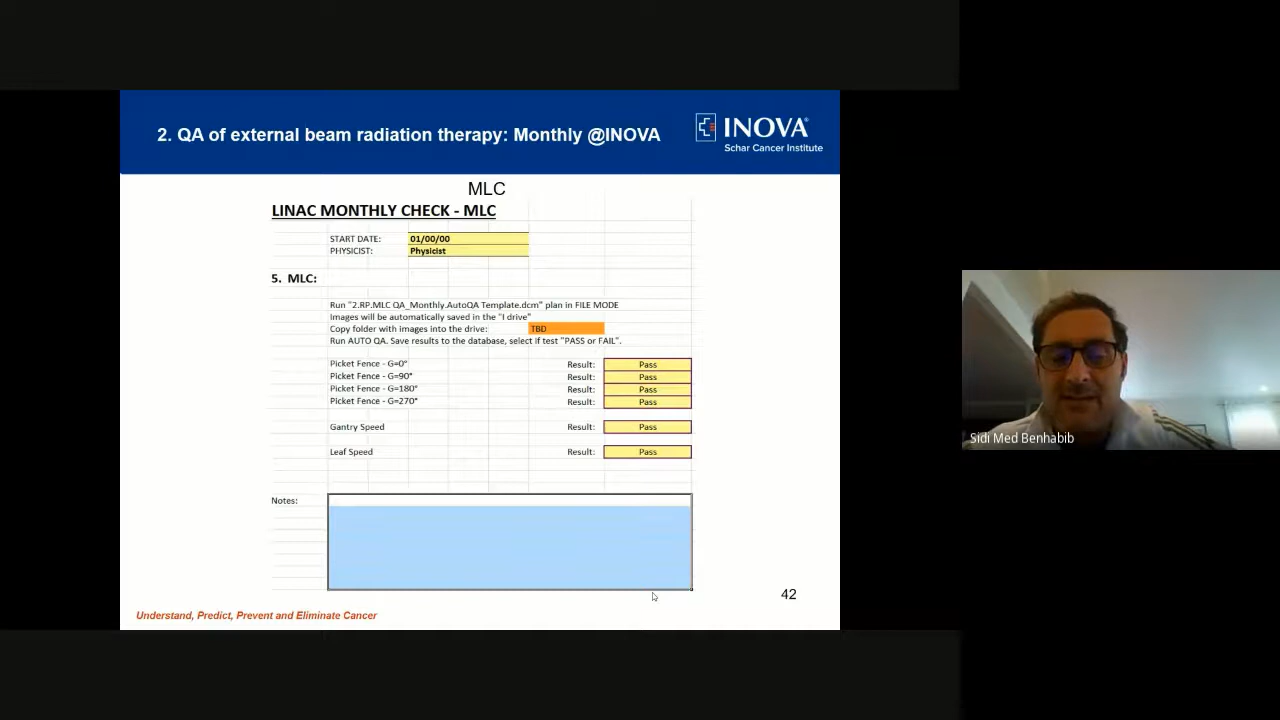 2. QA of external beam radiation therapy: Monthly @INOVA
INOVA®
Schar Cancer Institute
MLC
LINAC MONTHLY CHECK - MLC
START DATE: 01/00/00
PHYSICIST: Physicist
5. MLC:
Run "2.RP.MLC QA_Monthly.AutoQA Template.dcm" plan in FILE MODE
Images will be automatically saved in the "I drive"
Copy folder with images into the drive: TBD
Run AUTO QA. Save results to the database, select if test "PASS or FAIL".
Picket Fence - G=0° Result: Pass
Picket Fence - G=90° Result: Pass
Picket Fence - G=180° Result: Pass
Picket Fence - G=270° Result: Pass
Gantry Speed Result: Pass
Leaf Speed Result: Pass
Notes:
42
Understand, Predict, Prevent and Eliminate Cancer
Sidi Med Benhabib